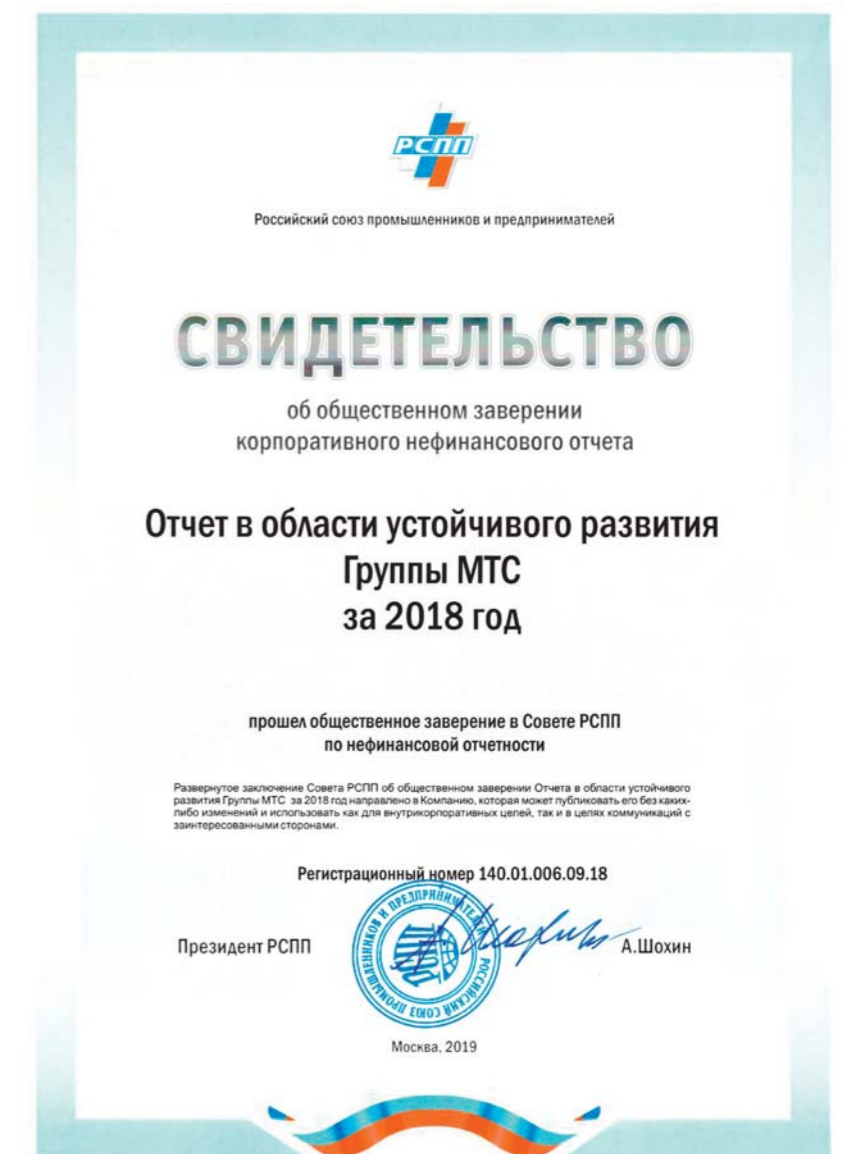 РСПП
Российский союз промышленников и предпринимателей
СВИДЕТЕЛЬСТВО
об общественном заверении
корпоративного нефинансового отчета
Отчет в области устойчивого развития
Группы МТС
за 2018 год
прошел общественное заверение в Совете РСПП
по нефинансовой отчетности
Развернутое заключение Совета РСПП об общественном заверении Отчета в области устойчивого
развития Группы МТС за 2018 год направлено в Компанию, которая может публиковать его без каких-
либо изменений и использовать как для внутрикорпоративных целей, так и в целях коммуникаций с
заинтересованными сторонами.
Регистрационный номер 140.01.006.09.18
РОССИЙСКИЙ СОЮЗ ПРОМЫШЛЕННИКОВ И ПРЕДПРИНИМАТЕЛЕЙ
Президент РСПП
А.Шохин
Москва, 2019